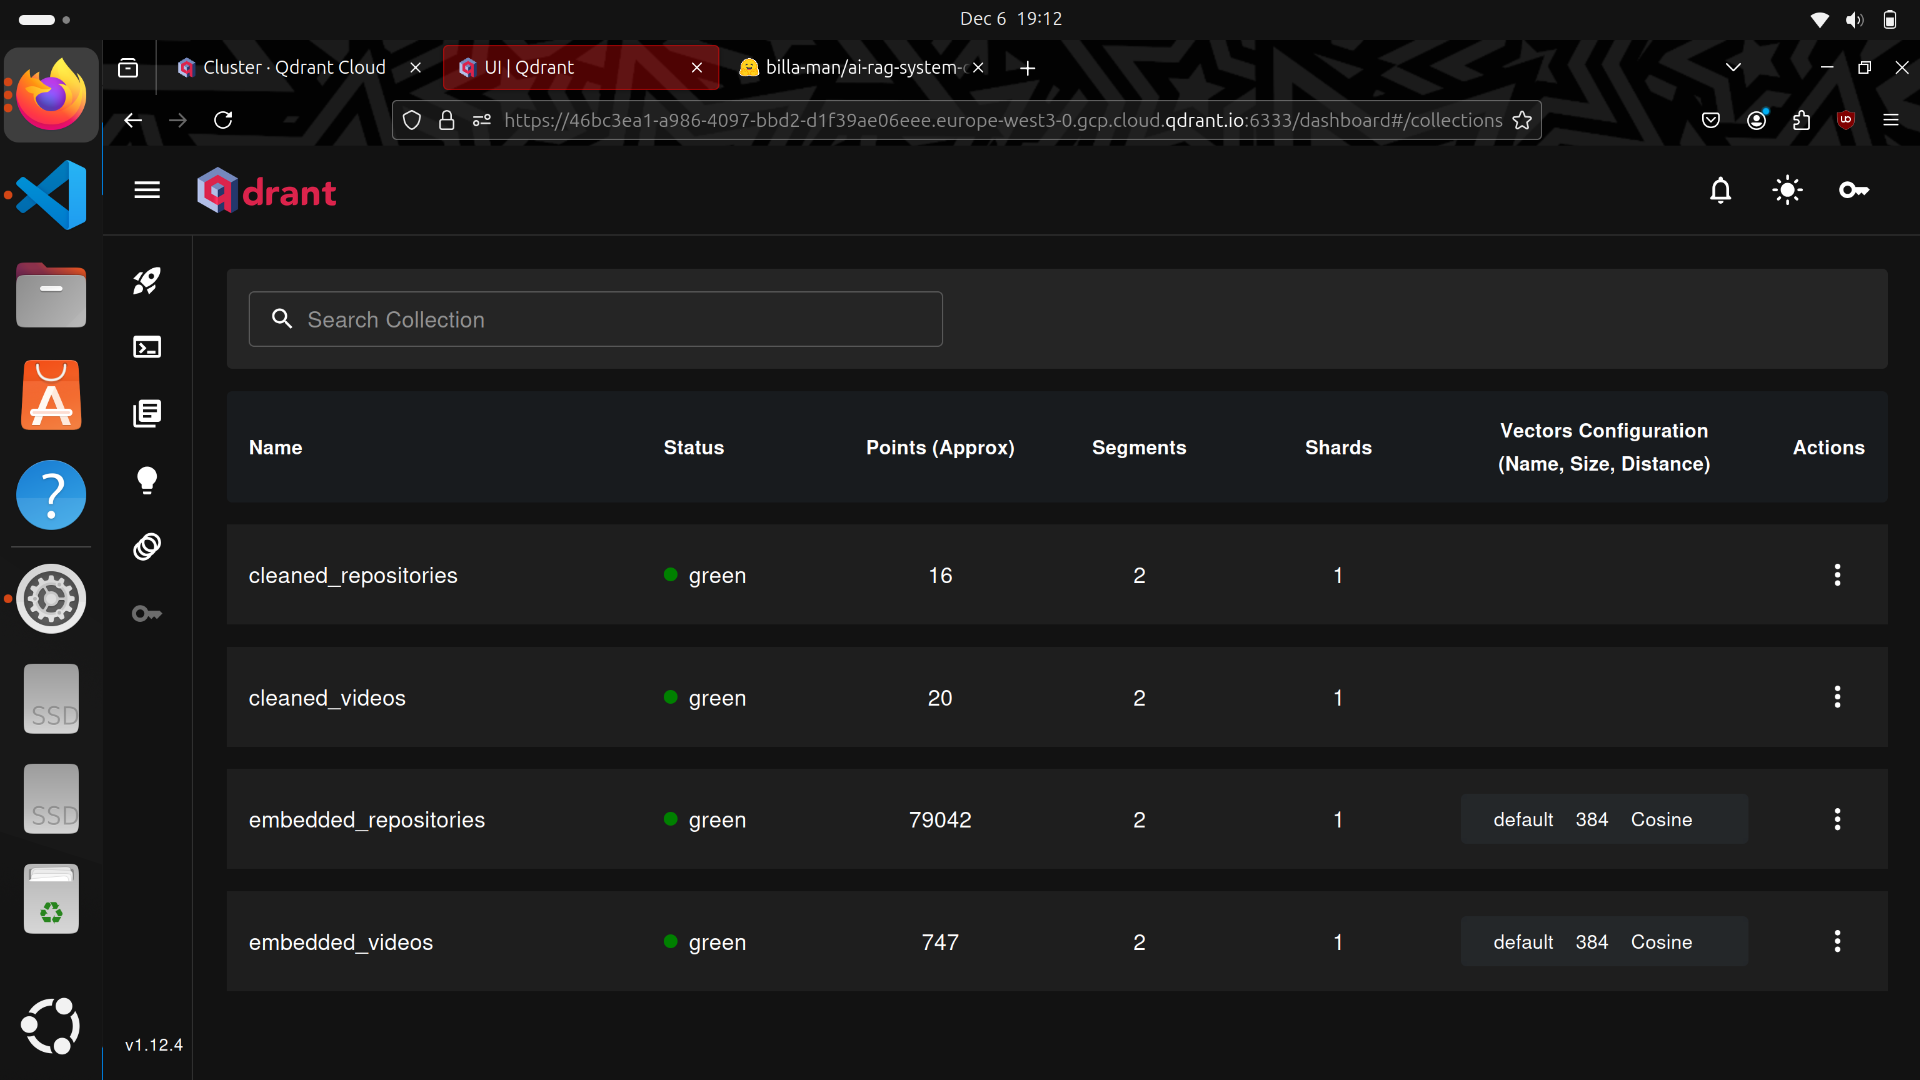 Dec 6 19:12
Cluster · Qdrant Cloud
UI | Qdrant
billa-man/ai-rag-system-
https://46bc3ea1-a986-4097-bbd2-d1f39ae06eee.europe-west3-0.gcp.cloud.qdrant.io:6333/dashboard#/collections
qdrant
Search Collection
Name Status Points (Approx) Segments Shards Vectors Configuration (Name, Size, Distance) Actions
cleaned_repositories green 16 2 1
cleaned_videos green 20 2 1
embedded_repositories green 79042 2 1 default 384 Cosine
embedded_videos green 747 2 1 default 384 Cosine
SSD
SSD
v1.12.4